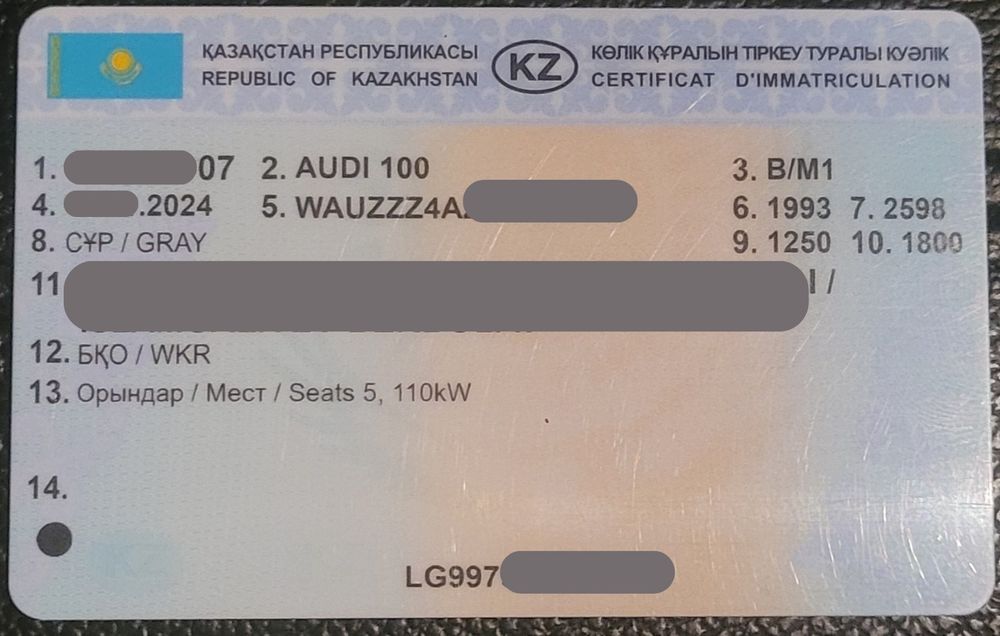 ҚАЗАҚСТАН РЕСПУБЛИКАСЫ
REPUBLIC OF KAZAKHSTAN
KZ
КӨЛІК ҚҰРАЛЫН ТІРКЕУ ТУРАЛЫ КУӘЛІК
CERTIFICAT D'IMMATRICULATION
1. 07 2. AUDI 100 3. B/M1
4. .2024 5. WAUZZZ4A 6. 1993 7. 2598
8. СҰР / GRAY 9. 1250 10. 1800
11 /
12. БҚО / WKR
13. Орындар / Мест / Seats 5, 110kW
14.
LG997